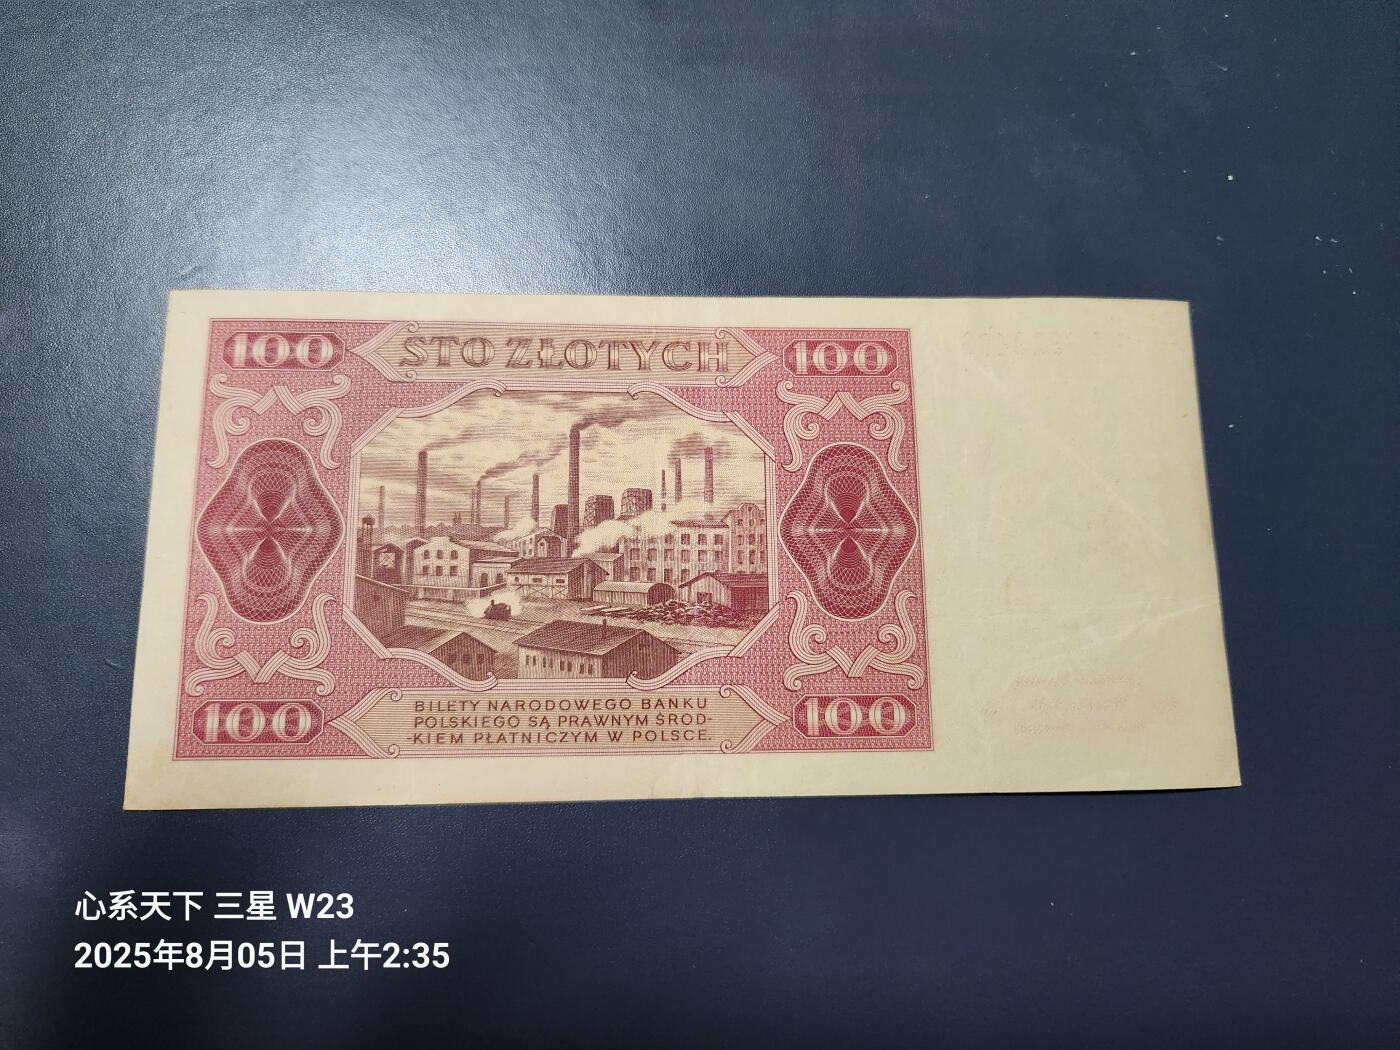 100
STO ZŁOTYCH
100
100
BILETY NARODOWEGO BANKU
POLSKIEGO SĄ PRAWNYM ŚROD-
-KIEM PŁATNICZYM W POLSCE.
100
心系天下 三星 W23
2025年8月05日 上午2:35